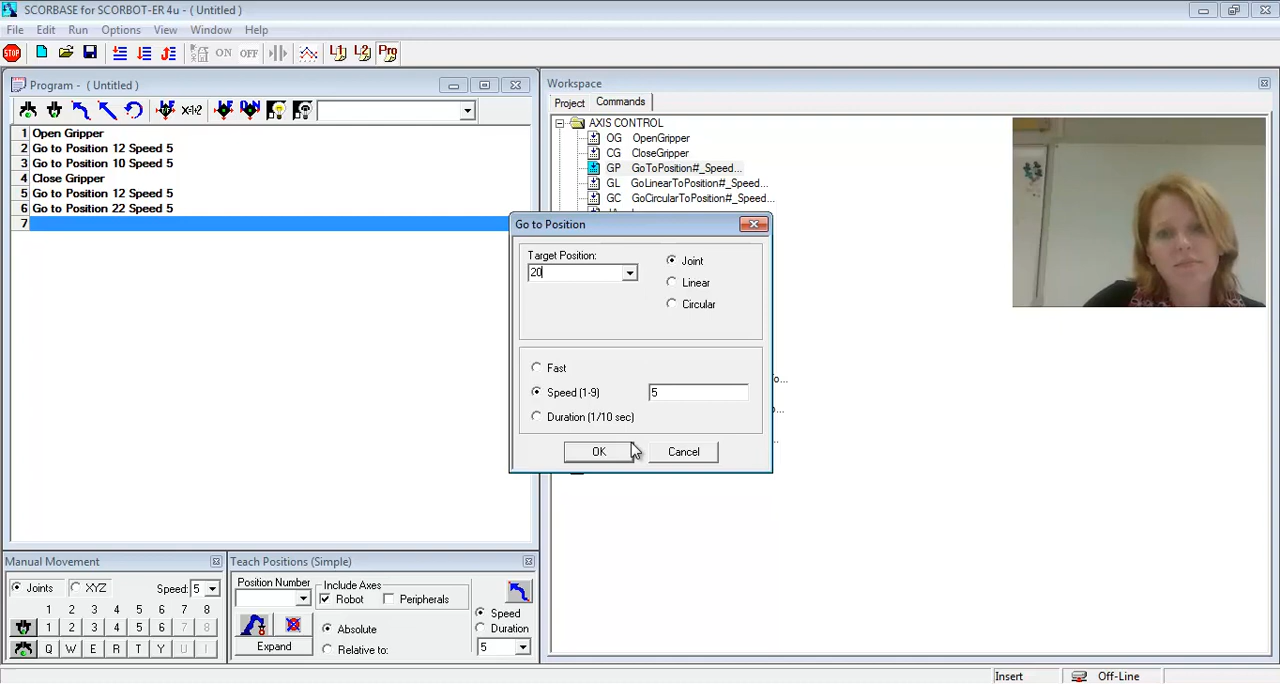 SCORBASE for SCORBOT-ER 4u - ( Untitled )
File Edit Run Options View Window Help
STOP ON OFF L1 L2 Prg
Program - ( Untitled )
Workspace
Project Commands
1 Open Gripper
2 Go to Position 12 Speed 5
3 Go to Position 10 Speed 5
4 Close Gripper
5 Go to Position 12 Speed 5
6 Go to Position 22 Speed 5
7
AXIS CONTROL
OG OpenGripper
CG CloseGripper
GP GoToPosition#_Speed...
GL GoLinearToPosition#_Speed...
GC GoCircularToPosition#_Speed...
Go to Position
Target Position:
20
Joint
Linear
Circular
Fast
Speed (1-9) 5
Duration (1/10 sec)
OK Cancel
Manual Movement
Joints XYZ Speed: 5
1 2 3 4 5 6 7 8
1 2 3 4 5 6 7 8
Q W E R T Y U I
Teach Positions (Simple)
Position Number
Expand
Include Axes
Robot Peripherals
Absolute
Relative to:
Speed
Duration
5
Insert Off-Line